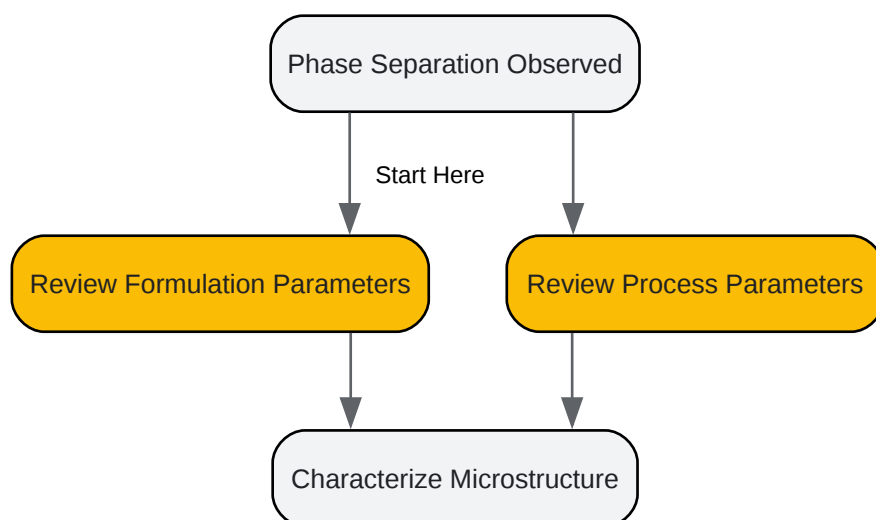 Phase Separation Observed
Start Here
Review Formulation Parameters
Review Process Parameters
Characterize Microstructure